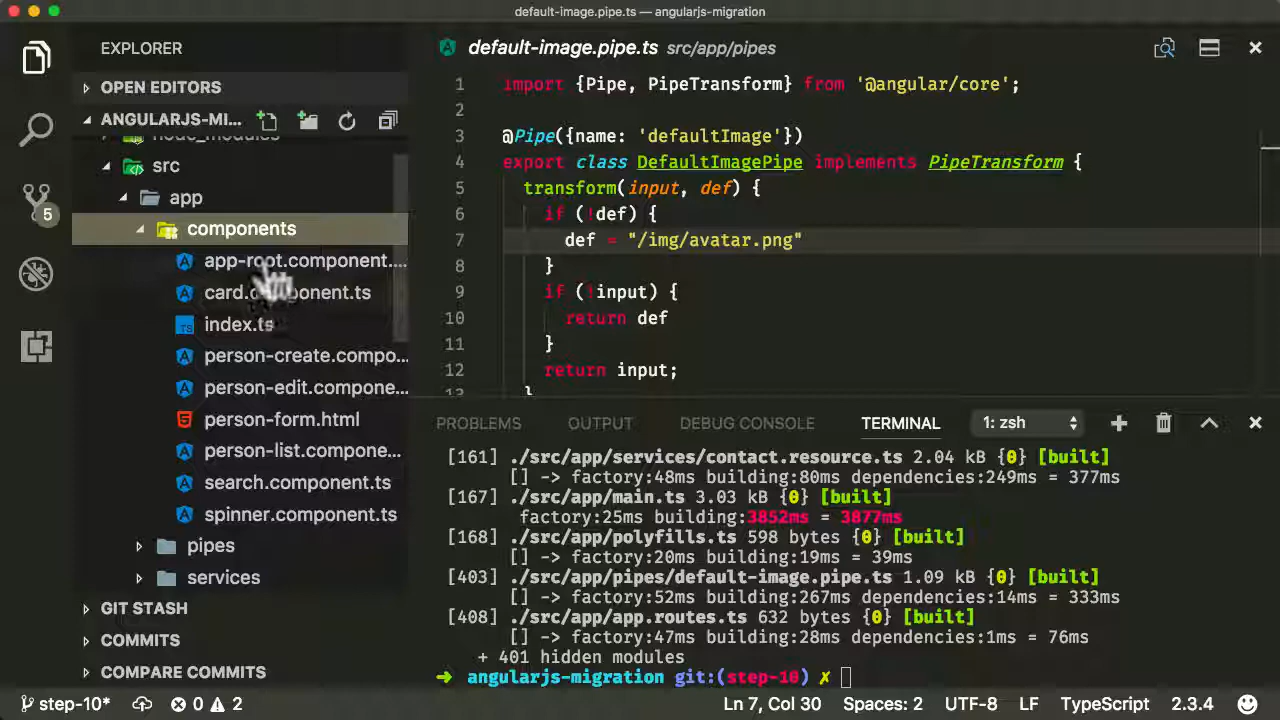 default-image.pipe.ts — angularjs-migration
EXPLORER
OPEN EDITORS
ANGULARJS-MI...
node_modules
src
app
components
app-root.component....
card.component.ts
index.ts
person-create.compo...
person-edit.compone...
person-form.html
person-list.compone...
search.component.ts
spinner.component.ts
pipes
services
GIT STASH
COMMITS
COMPARE COMMITS
5
default-image.pipe.ts src/app/pipes
1 import {Pipe, PipeTransform} from '@angular/core';
2
3 @Pipe({name: 'defaultImage'})
4 export class DefaultImagePipe implements PipeTransform {
5 transform(input, def) {
6 if (!def) {
7 def = "/img/avatar.png"
8 }
9 if (!input) {
10 return def
11 }
12 return input;
13 }
PROBLEMS OUTPUT DEBUG CONSOLE TERMINAL 1: zsh
[161] ./src/app/services/contact.resource.ts 2.04 kB {0} [built]
[] -> factory:48ms building:80ms dependencies:249ms = 377ms
[167] ./src/app/main.ts 3.03 kB {0} [built]
factory:25ms building:3852ms = 3877ms
[168] ./src/app/polyfills.ts 598 bytes {0} [built]
[] -> factory:20ms building:19ms = 39ms
[403] ./src/app/pipes/default-image.pipe.ts 1.09 kB {0} [built]
[] -> factory:52ms building:267ms dependencies:14ms = 333ms
[408] ./src/app/app.routes.ts 632 bytes {0} [built]
[] -> factory:47ms building:28ms dependencies:1ms = 76ms
+ 401 hidden modules
➜ angularjs-migration git:(step-10) ✗
step-10* 0 2 Ln 7, Col 30 Spaces: 2 UTF-8 LF TypeScript 2.3.4